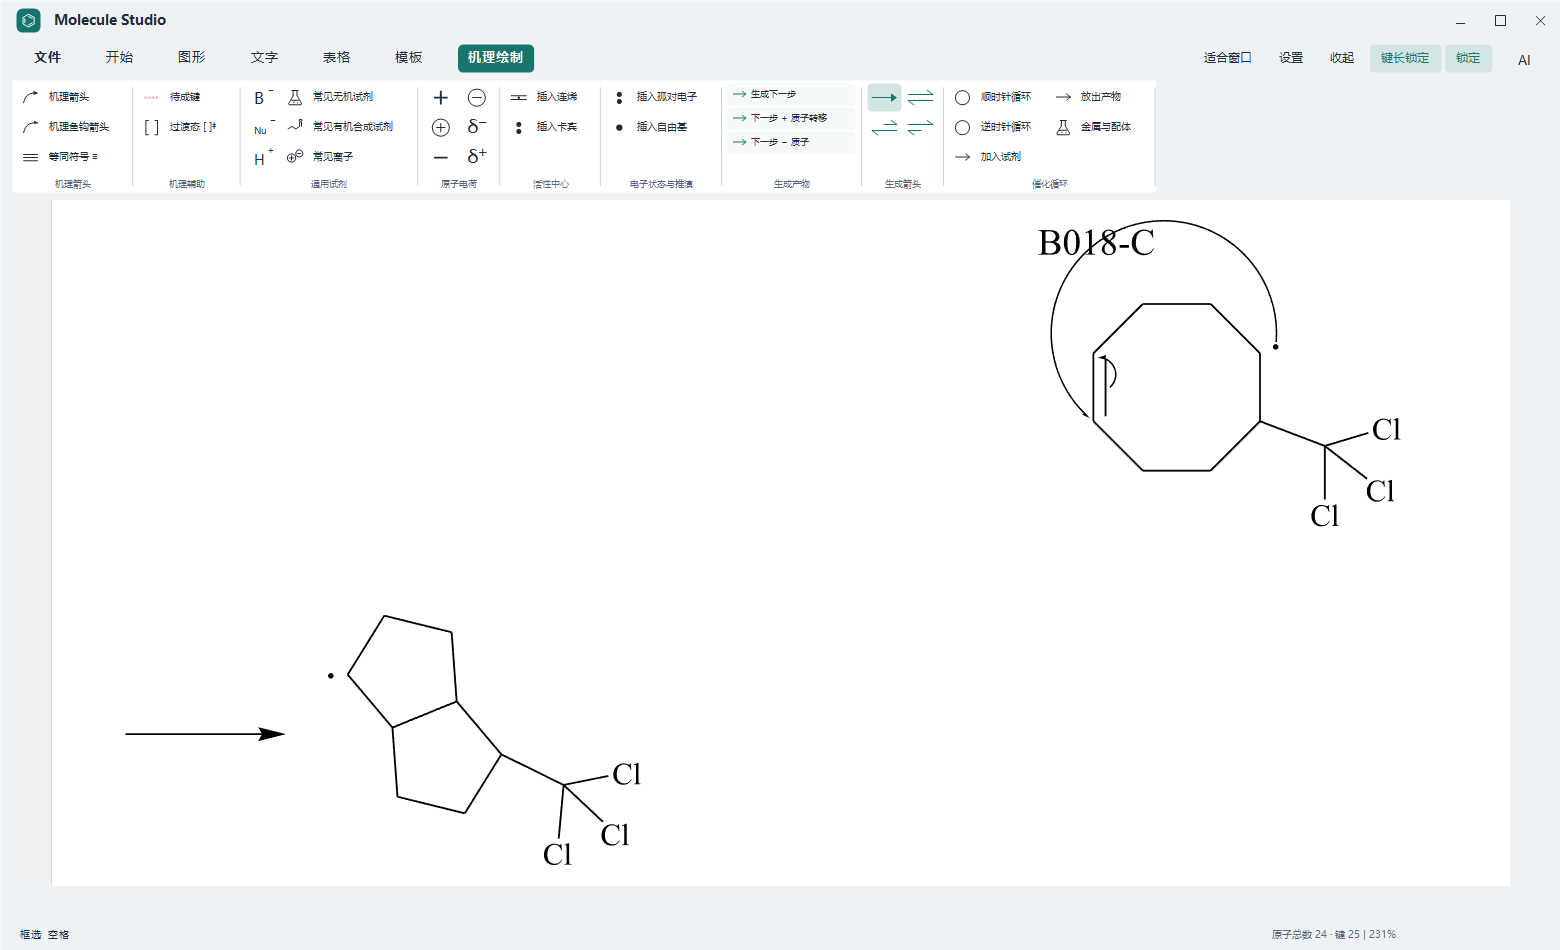 Molecule Studio
文件 开始 图形 文字 表格 模板 机理绘制 适合窗口 设置 收起 键长锁定 锁定 AI
机理箭头
机理鱼钩箭头
等同符号 ≡
机理箭头
待成键
[ ] 过渡态 [ ]‡
机理辅助
B⁻ 常见无机试剂
Nu⁻ 常见有机合成试剂
H⁺ 常见离子
通用试剂
+ ⊖
⊕ δ⁻
− δ⁺
原子电荷
插入连烯
插入卡宾
活性中心
插入孤对电子
插入自由基
电子状态与推演
生成下一步
下一步 + 质子转移
下一步 − 质子
生成产物
生成箭头
顺时针循环 放出产物
逆时针循环 金属与配体
加入试剂
催化循环
B018-C
Cl
Cl
Cl
Cl
Cl
Cl
框选 空格
原子总数 24 · 键 25 | 231%